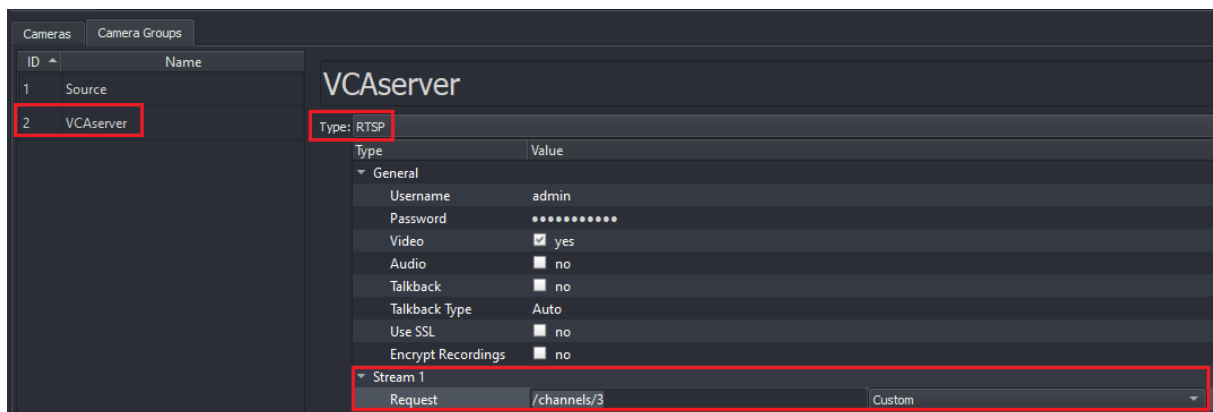 Cameras Camera Groups
ID Name
1 Source
2 VCAserver
VCAserver
Type: RTSP
Type Value
General
Username admin
Password •••••••••••
Video yes
Audio no
Talkback no
Talkback Type Auto
Use SSL no
Encrypt Recordings no
Stream 1
Request /channels/3 Custom